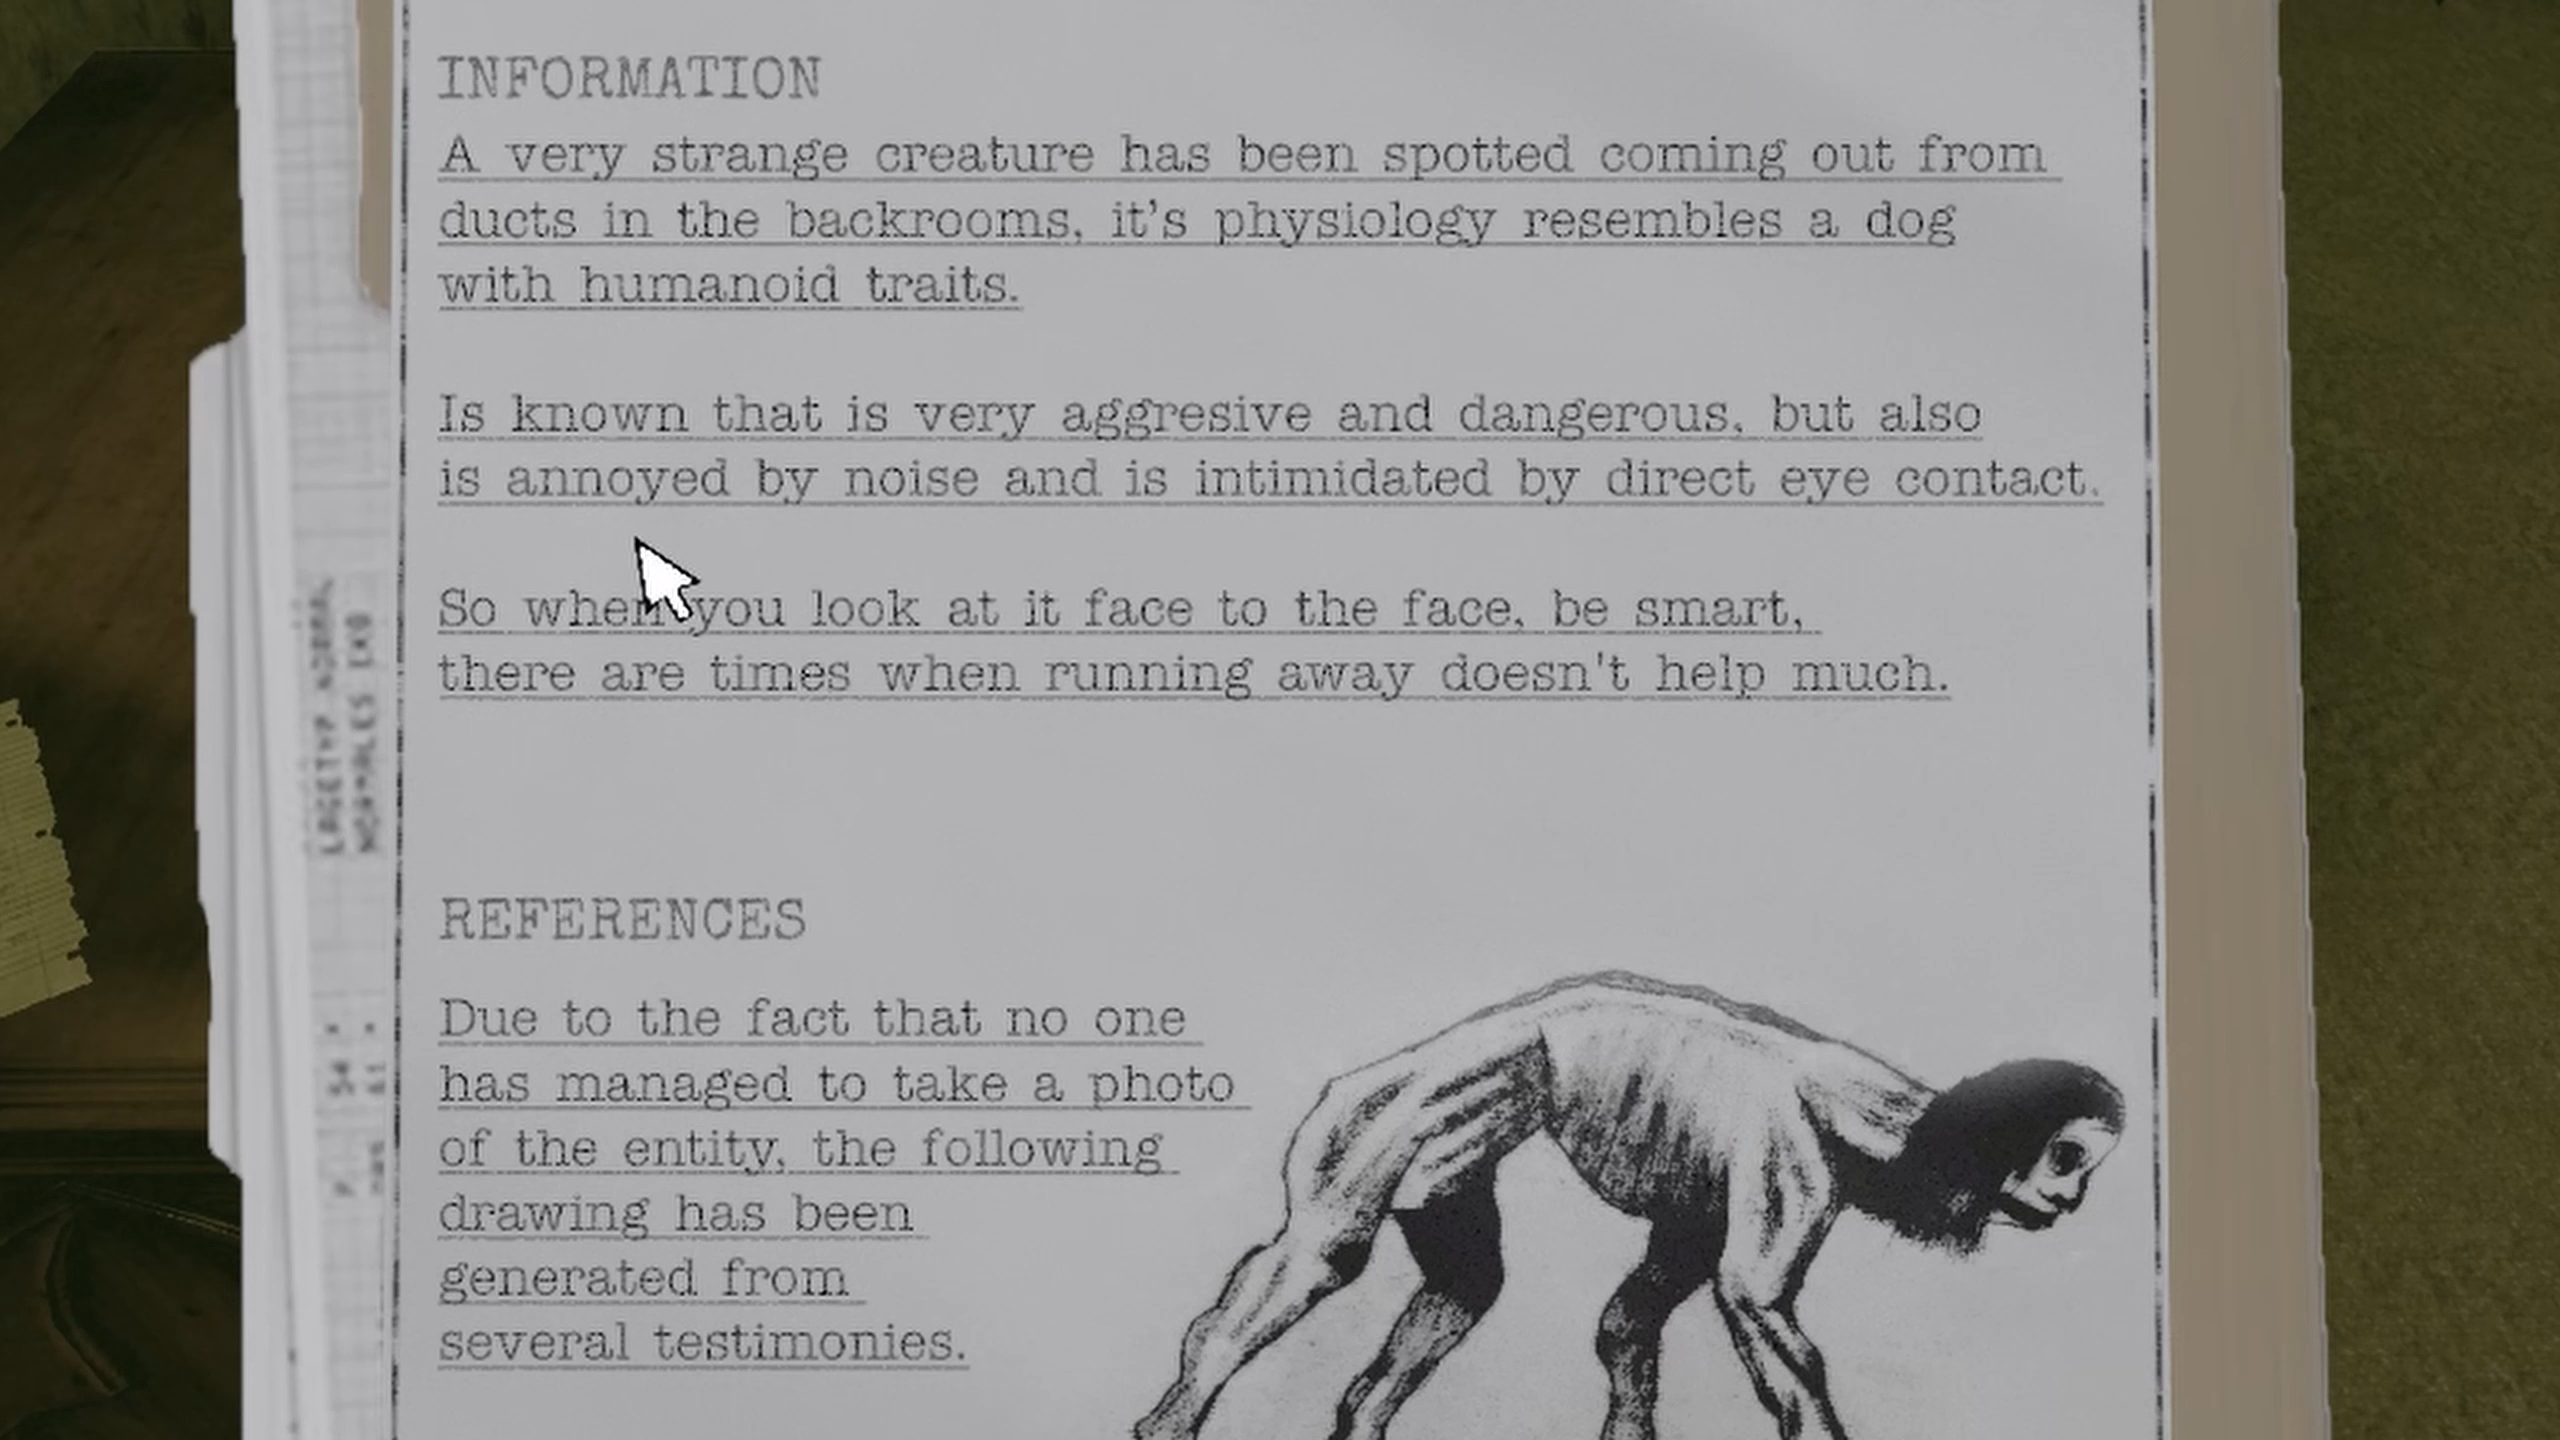 INFORMATION
A very strange creature has been spotted coming out from
ducts in the backrooms, it's physiology resembles a dog
with humanoid traits.
Is known that is very aggresive and dangerous, but also
is annoyed by noise and is intimidated by direct eye contact.
So when you look at it face to the face, be smart,
there are times when running away doesn't help much.
REFERENCES
Due to the fact that no one
has managed to take a photo
of the entity, the following
drawing has been
generated from
several testimonies.